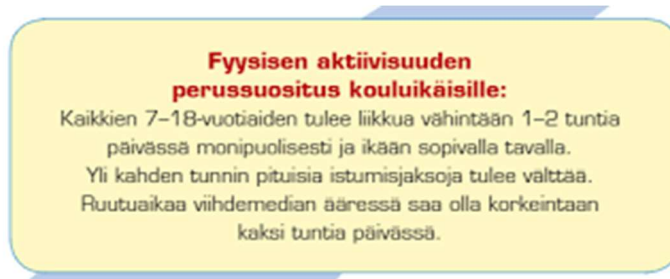 Fyysisen aktiivisuuden
perussuositus kouluikäisille:
Kaikkien 7–18-vuotiaiden tulee liikkua vähintään 1–2 tuntia
päivässä monipuolisesti ja ikään sopivalla tavalla.
Yli kahden tunnin pituisia istumisjaksoja tulee välttää.
Ruutuaikaa viihdemedian ääressä saa olla korkeintaan
kaksi tuntia päivässä.